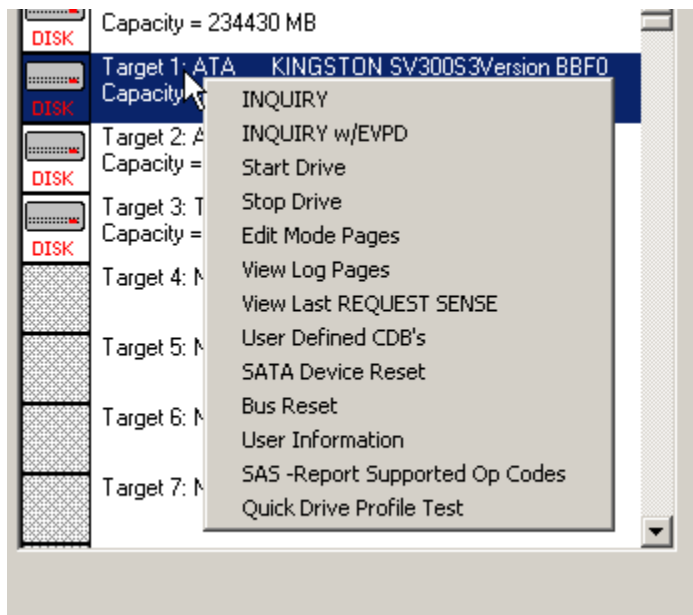 DISK
Capacity = 234430 MB
Target 1: ATA KINGSTON SV300S3Version BBF0
DISK
Capacity
Target 2: A
DISK
Capacity =
Target 3: T
DISK
Capacity =
Target 4: N
Target 5: N
Target 6: N
Target 7: N
INQUIRY
INQUIRY w/EVPD
Start Drive
Stop Drive
Edit Mode Pages
View Log Pages
View Last REQUEST SENSE
User Defined CDB's
SATA Device Reset
Bus Reset
User Information
SAS -Report Supported Op Codes
Quick Drive Profile Test